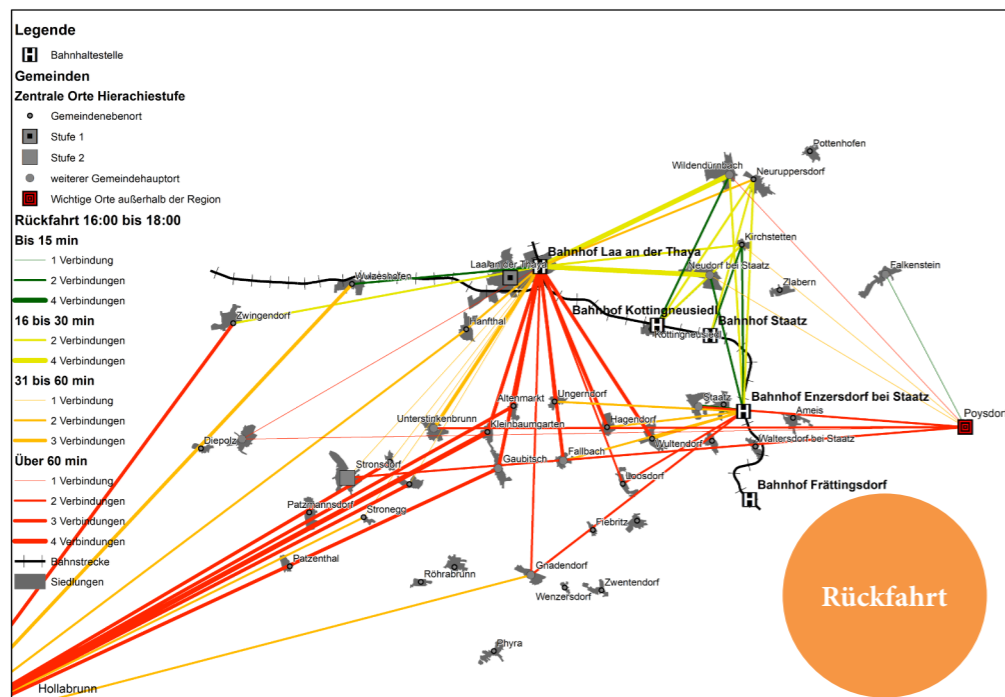 Legende
Bahnhaltestelle
Gemeinden
Zentrale Orte Hierachiestufe
Gemeindenebenort
Stufe 1
Stufe 2
weiterer Gemeindehauptort
Wichtige Orte außerhalb der Region
Rückfahrt 16:00 bis 18:00
Bis 15 min
1 Verbindung
2 Verbindungen
4 Verbindungen
16 bis 30 min
2 Verbindungen
4 Verbindungen
31 bis 60 min
1 Verbindung
2 Verbindungen
3 Verbindungen
Über 60 min
1 Verbindung
2 Verbindungen
3 Verbindungen
4 Verbindungen
Bahnstrecke
Siedlungen
Pottenhofen
Wildendürnbach
Neuruppersdorf
Kirchstetten
Bahnhof Laa an der Thaya
Laa an der Thaya
Neudorf bei Staatz
Falkenstein
Wulzeshofen
Zlabern
Zwingendorf
Bahnhof Kottingneusiedl
Bahnhof Staatz
Hanfthal
Kottingneusiedl
Altenmarkt
Ungerndorf
Staatz
Bahnhof Enzersdorf bei Staatz
Ameis
Poysdorf
Unterstinkenbrunn
Kleinbaumgarten
Hagendorf
Wultendorf
Waltersdorf bei Staatz
Diepolz
Fallbach
Gaubitsch
Stronsdorf
Loosdorf
Bahnhof Frättingsdorf
Patzmannsdorf
Stronegg
Fiebritz
Patzenthal
Röhrabrunn
Gnadendorf
Zwentendorf
Wenzersdorf
Rückfahrt
Phyra
Hollabrunn